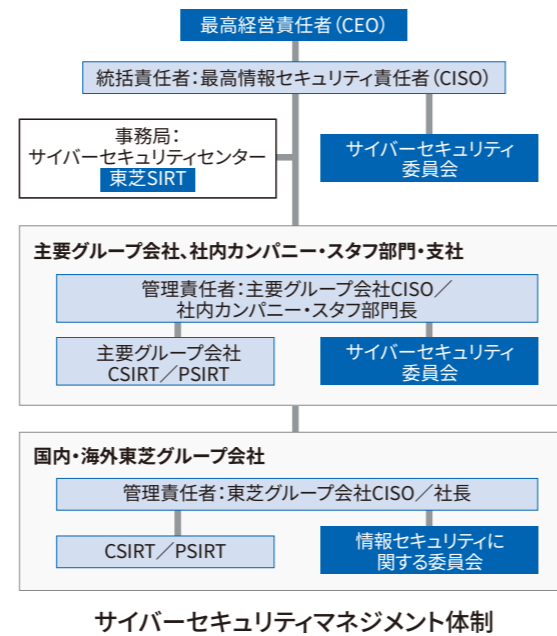 最高経営責任者(CEO)
統括責任者:最高情報セキュリティ責任者(CISO)
事務局:
サイバーセキュリティセンター
東芝SIRT
サイバーセキュリティ
委員会
主要グループ会社、社内カンパニー・スタッフ部門・支社
管理責任者:主要グループ会社CISO/
社内カンパニー・スタッフ部門長
主要グループ会社
CSIRT/PSIRT
サイバーセキュリティ
委員会
国内・海外東芝グループ会社
管理責任者:東芝グループ会社CISO/社長
CSIRT/PSIRT
情報セキュリティに
関する委員会
サイバーセキュリティマネジメント体制